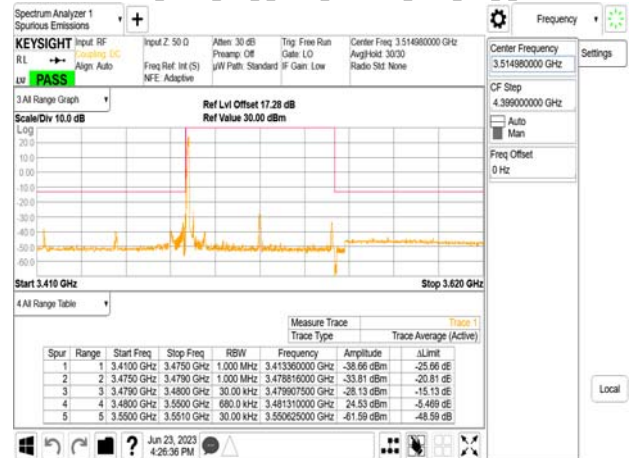 Spectrum Analyzer 1
Spurious Emissions
Frequency
KEYSIGHT Input: RF
Coupling: DC
Align: Auto
Input Z: 50 Ω
Freq Ref: Int (S)
NFE: Adaptive
Atten: 30 dB
Preamp: Off
µW Path: Standard
Trig: Free Run
Gate: LO
IF Gain: Low
Center Freq: 3.514980000 GHz
Avg|Hold: 30/30
Radio Std: None
RL
PASS
3 All Range Graph
Scale/Div 10.0 dB
Ref Lvl Offset 17.28 dB
Ref Value 30.00 dBm
Log
20.0
10.0
0.00
-10.0
-20.0
-30.0
-40.0
-50.0
-60.0
Start 3.410 GHz
Stop 3.620 GHz
4 All Range Table
Measure Trace Trace 1
Trace Type Trace Average (Active)
Spur Range Start Freq Stop Freq RBW Frequency Amplitude ΔLimit
1 1 3.4100 GHz 3.4750 GHz 1.000 MHz 3.413360000 GHz -38.66 dBm -25.66 dB
2 2 3.4750 GHz 3.4790 GHz 1.000 MHz 3.478816000 GHz -33.81 dBm -20.81 dB
3 3 3.4790 GHz 3.4800 GHz 30.00 kHz 3.479907500 GHz -28.13 dBm -15.13 dB
4 4 3.4800 GHz 3.5500 GHz 680.0 kHz 3.481310000 GHz 24.53 dBm -5.469 dB
5 5 3.5500 GHz 3.5510 GHz 30.00 kHz 3.550625000 GHz -61.59 dBm -48.59 dB
Center Frequency
3.514980000 GHz
Settings
CF Step
4.399000000 GHz
Auto
Man
Freq Offset
0 Hz
Local
Jun 23, 2023
4:26:36 PM